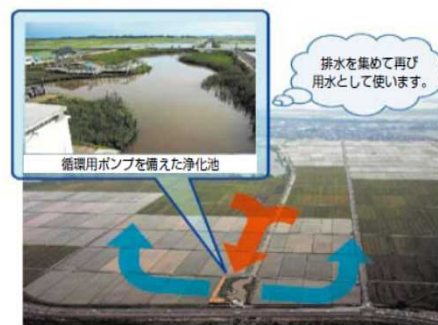 排水を集めて再び
用水として使います。
循環用ポンプを備えた浄化池